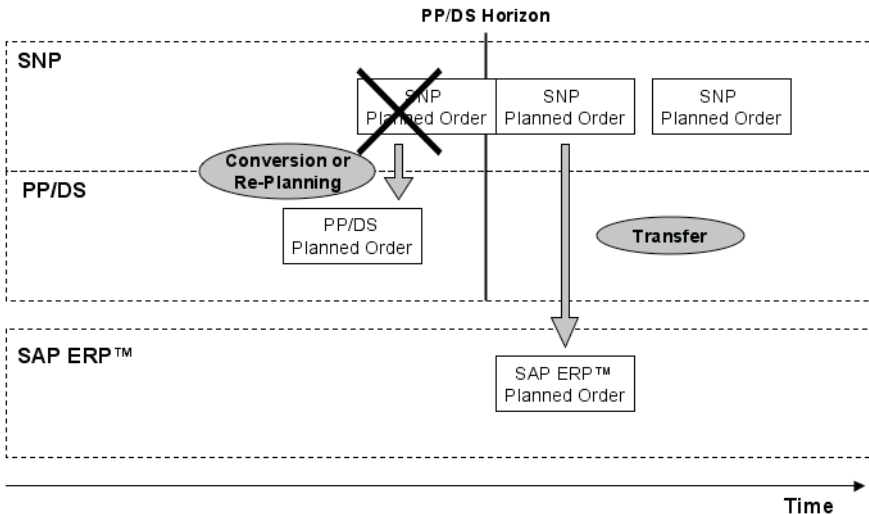 PP/DS Horizon
SNP
SNP
Planned Order
SNP
Planned Order
SNP
Planned Order
Conversion or
Re-Planning
PP/DS
PP/DS
Planned Order
Transfer
SAP ERP™
SAP ERP™
Planned Order
Time